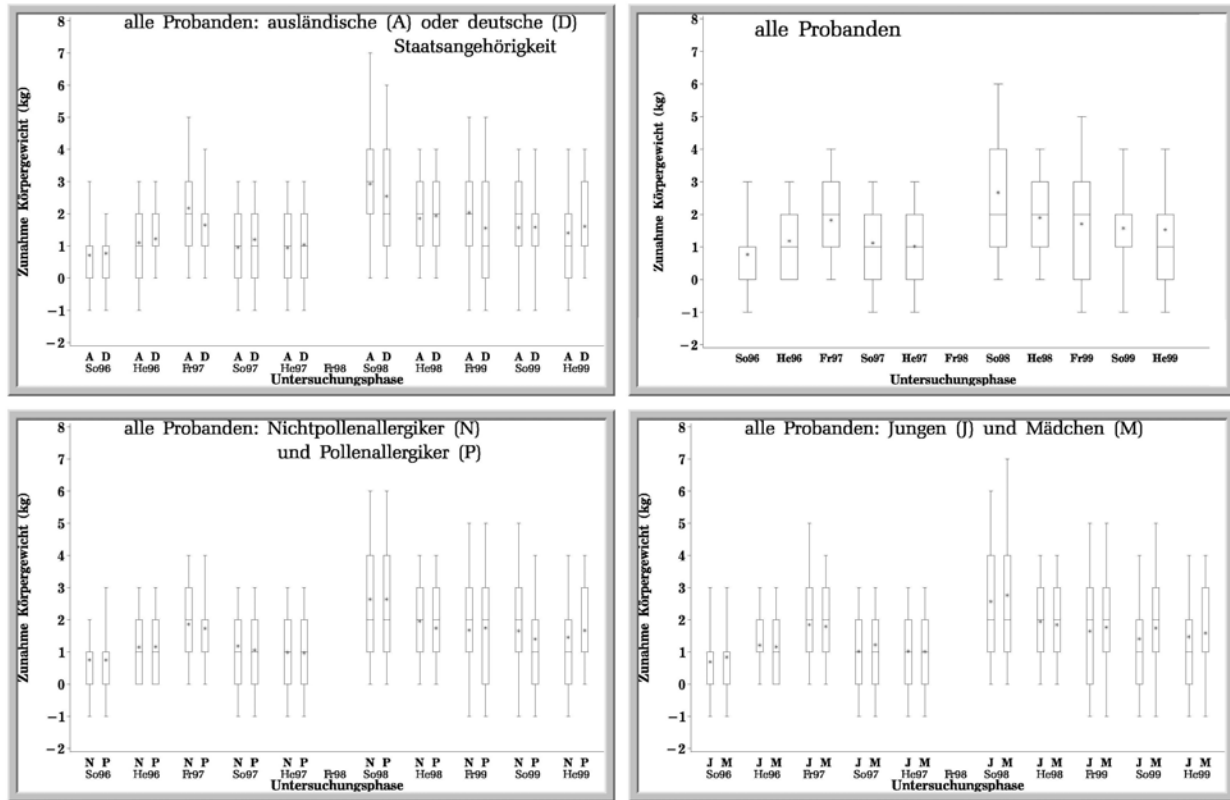 alle Probanden: ausländische (A) oder deutsche (D)
Staatsangehörigkeit
Zunahme Körpergewicht (kg)
8
7
6
5
4
3
2
1
0
−1
−2
A D A D A D A D A D A D A D A D A D A D
So96 He96 Fr97 So97 He97 Fr98 So98 He98 Fr99 So99 He99
Untersuchungsphase
alle Probanden
Zunahme Körpergewicht (kg)
8
7
6
5
4
3
2
1
0
−1
−2
So96 He96 Fr97 So97 He97 Fr98 So98 He98 Fr99 So99 He99
Untersuchungsphase
alle Probanden: Nichtpollenallergiker (N)
und Pollenallergiker (P)
Zunahme Körpergewicht (kg)
8
7
6
5
4
3
2
1
0
−1
−2
N P N P N P N P N P N P N P N P N P N P
So96 He96 Fr97 So97 He97 Fr98 So98 He98 Fr99 So99 He99
Untersuchungsphase
alle Probanden: Jungen (J) und Mädchen (M)
Zunahme Körpergewicht (kg)
8
7
6
5
4
3
2
1
0
−1
−2
J M J M J M J M J M J M J M J M J M J M
So96 He96 Fr97 So97 He97 Fr98 So98 He98 Fr99 So99 He99
Untersuchungsphase